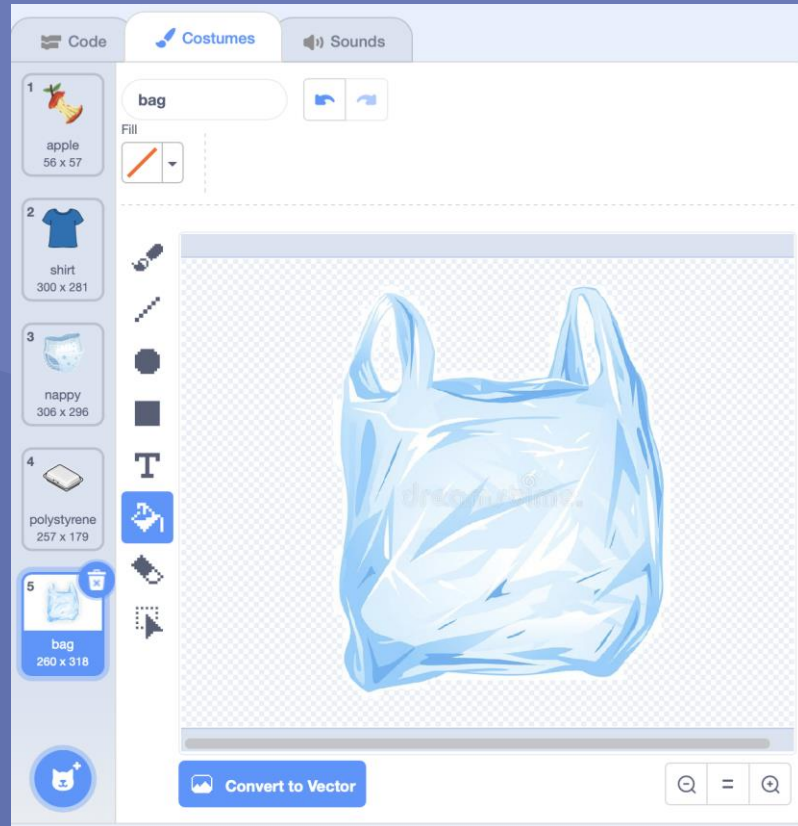 Code
Costumes
Sounds
1
apple
56 x 57
2
shirt
300 x 281
3
nappy
306 x 296
4
polystyrene
257 x 179
5
bag
260 x 318
bag
Fill
T
dreamstime.
Convert to Vector